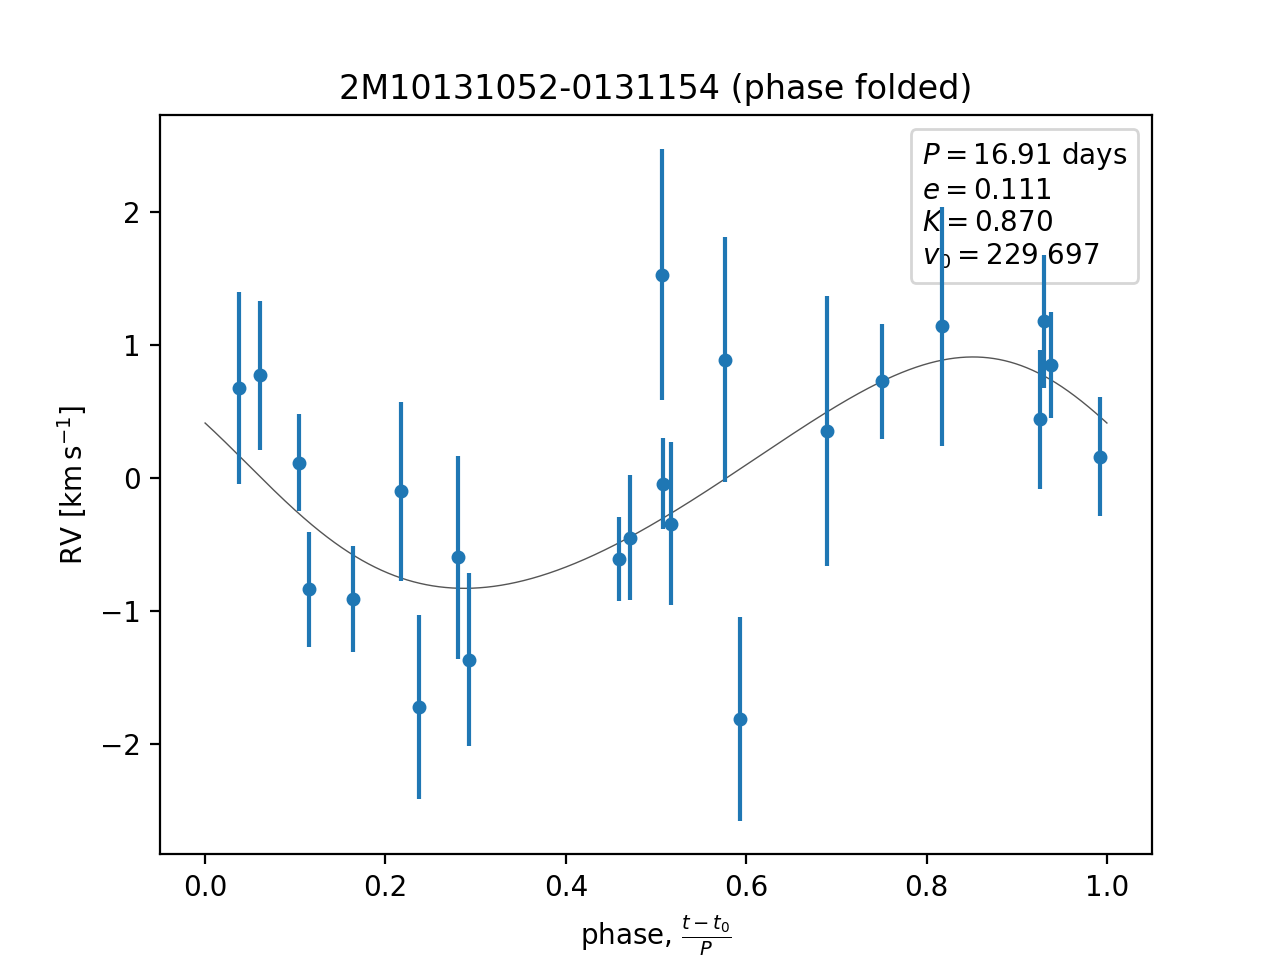 2M10131052-0131154 (phase folded)
P = 16.91 days
e = 0.111
K = 0.870
v₀ = 229.697
RV [km s⁻¹]
2
1
0
−1
−2
0.0 0.2 0.4 0.6 0.8 1.0
phase, (t − t₀)/P